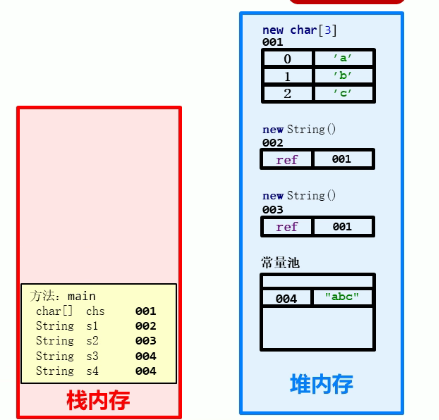 new char[3]
001
0 'a'
1 'b'
2 'c'
new String()
002
ref 001
new String()
003
ref 001
常量池
004 "abc"
堆内存
方法: main
char[] chs 001
String s1 002
String s2 003
String s3 004
String s4 004
栈内存